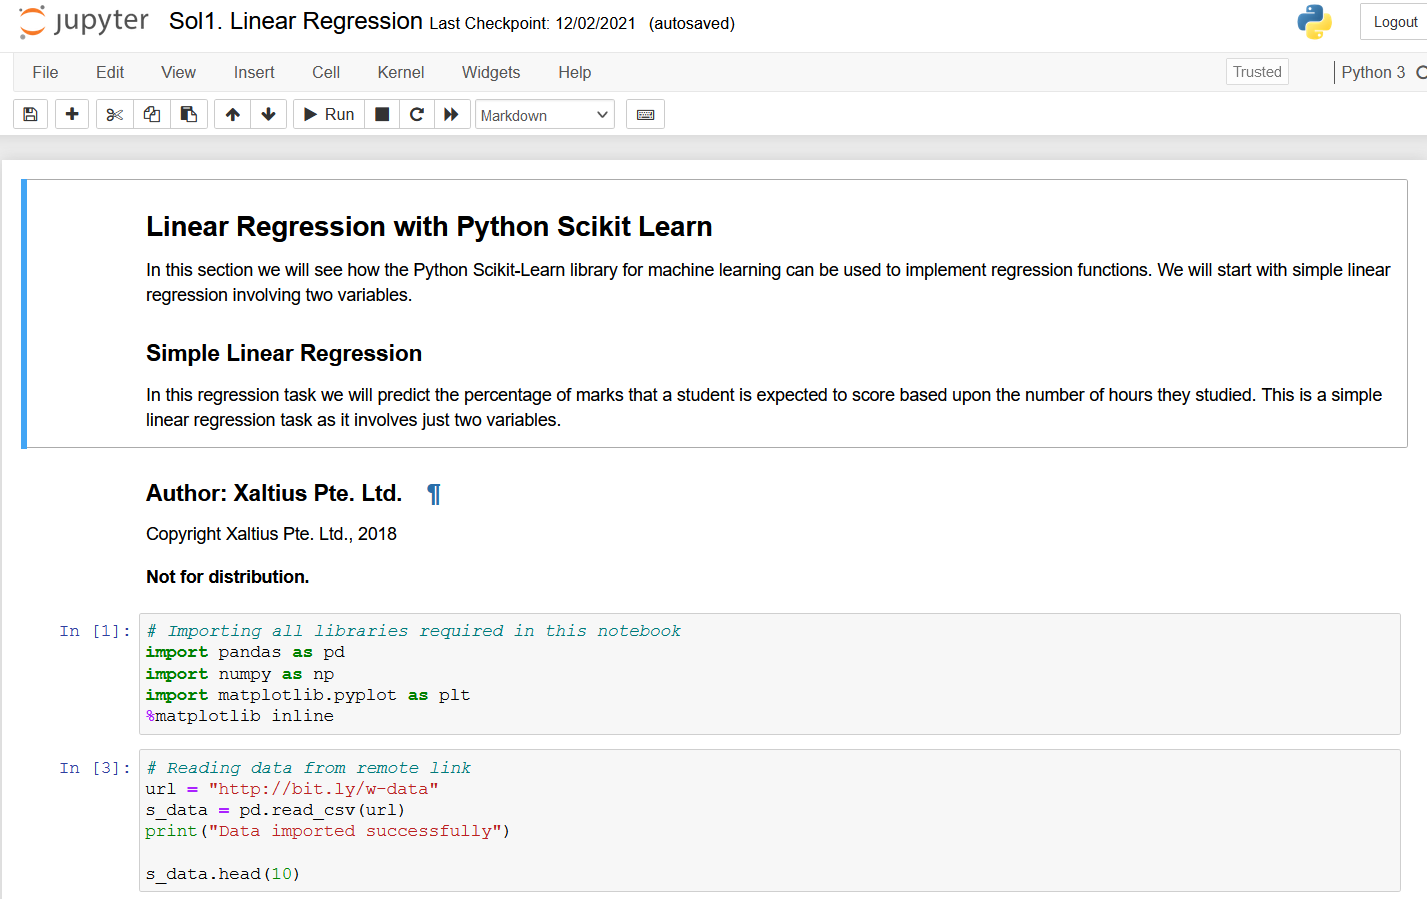 jupyter Sol1. Linear Regression Last Checkpoint: 12/02/2021 (autosaved)
Logout
File Edit View Insert Cell Kernel Widgets Help
Trusted
Python 3
Run
Markdown
Linear Regression with Python Scikit Learn
In this section we will see how the Python Scikit-Learn library for machine learning can be used to implement regression functions. We will start with simple linear
regression involving two variables.
Simple Linear Regression
In this regression task we will predict the percentage of marks that a student is expected to score based upon the number of hours they studied. This is a simple
linear regression task as it involves just two variables.
Author: Xaltius Pte. Ltd. ¶
Copyright Xaltius Pte. Ltd., 2018
Not for distribution.
In [1]: # Importing all libraries required in this notebook
import pandas as pd
import numpy as np
import matplotlib.pyplot as plt
%matplotlib inline
In [3]: # Reading data from remote link
url = "http://bit.ly/w-data"
s_data = pd.read_csv(url)
print("Data imported successfully")
s_data.head(10)